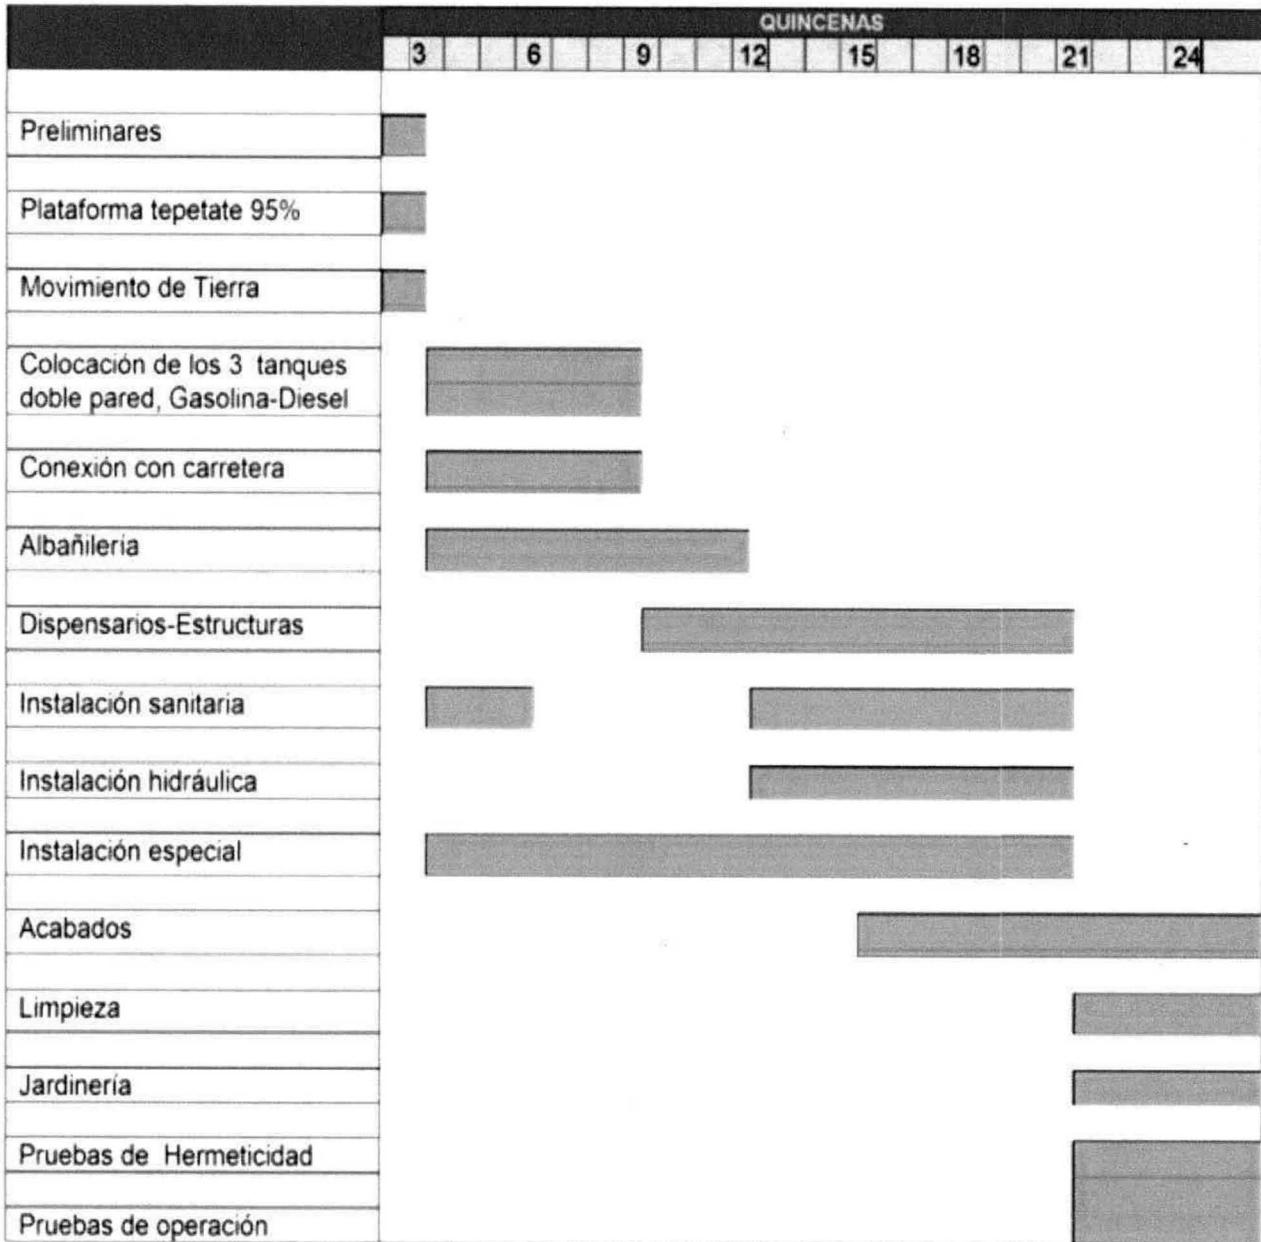 QUINCENAS
3 6 9 12 15 18 21 24
Preliminares
Plataforma tepetate 95%
Movimiento de Tierra
Colocación de los 3 tanques
doble pared, Gasolina-Diesel
Conexión con carretera
Albañilería
Dispensarios-Estructuras
Instalación sanitaria
Instalación hidráulica
Instalación especial
Acabados
Limpieza
Jardinería
Pruebas de Hermeticidad
Pruebas de operación